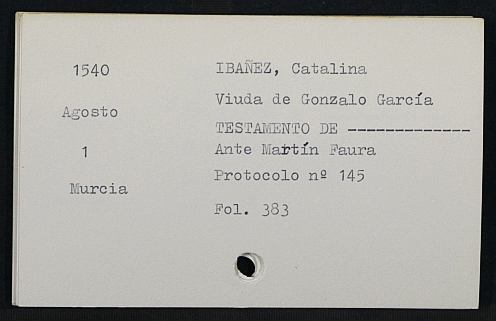 1540
Agosto
1
Murcia
IBAÑEZ, Catalina
Viuda de Gonzalo García
TESTAMENTO DE --------------
Ante Martín Faura
Protocolo nº 145
Fol. 383